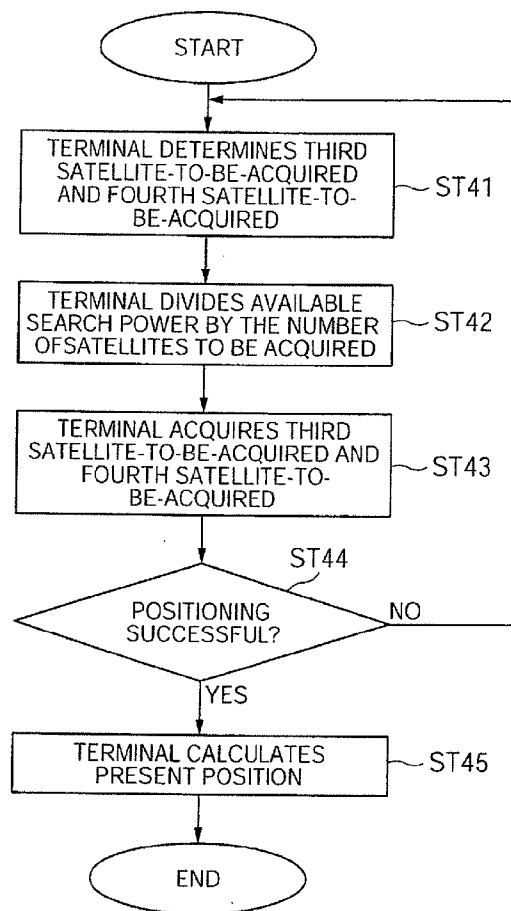 START
TERMINAL DETERMINES THIRD
SATELLITE-TO-BE-ACQUIRED
AND FOURTH SATELLITE-TO-
BE-ACQUIRED
ST41
TERMINAL DIVIDES AVAILABLE
SEARCH POWER BY THE NUMBER
OFSATELLITES TO BE ACQUIRED
ST42
TERMINAL ACQUIRES THIRD
SATELLITE-TO-BE-ACQUIRED AND
FOURTH SATELLITE-TO-
BE-ACQUIRED
ST43
ST44
POSITIONING
SUCCESSFUL?
NO
YES
TERMINAL CALCULATES
PRESENT POSITION
ST45
END